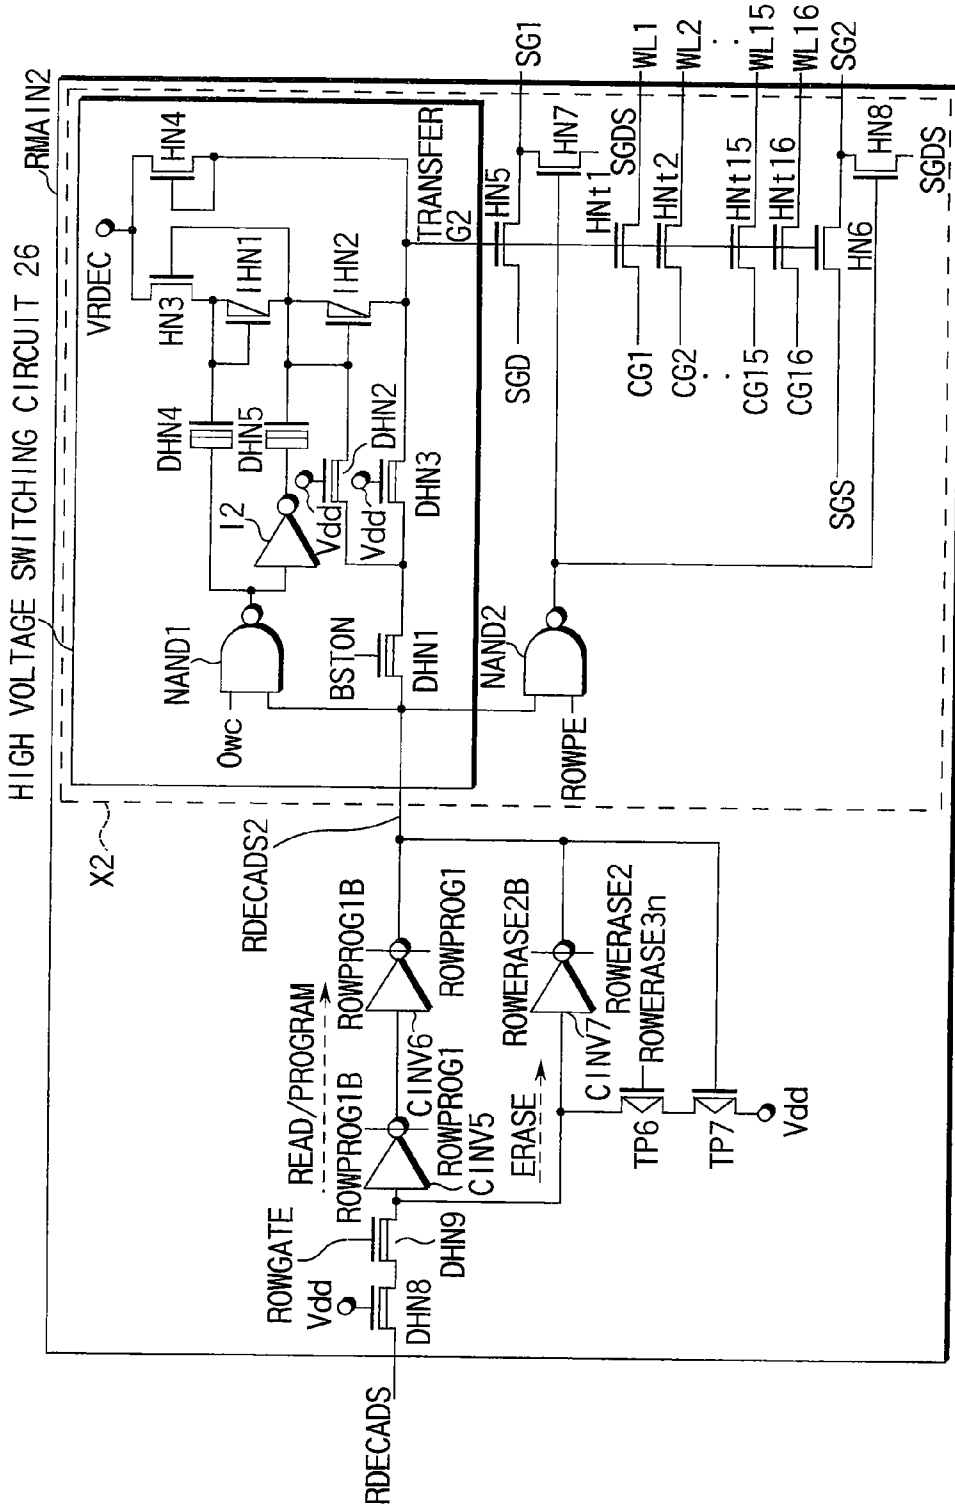 HIGH VOLTAGE SWITCHING CIRCUIT 26
RMAIN2
X2
VRDEC
HN4
HN3
IHN1
IHN2
DHN4
DHN5
I2
DHN2
Vdd
Vdd
DHN3
NAND1
0wc
BSTON
DHN1
TRANSFER
G2
RDECADS2
NAND2
ROWPE
HN5
SGD
SG1
HN7
SGDS
HNt1
CG1
WL1
HNt2
CG2
WL2
:
:
HNt15
CG15
WL15
HNt16
CG16
WL16
HN6
SGS
SG2
HN8
SGDS
RDECADS
Vdd
ROWGATE
DHN8
DHN9
READ/PROGRAM
ROWPROG1B
ROWPROG1
CINV5
ROWPROG1B
CINV6
ROWPROG1
ERASE
ROWERASE2B
CINV7
ROWERASE2
ROWERASE3n
TP6
TP7
Vdd